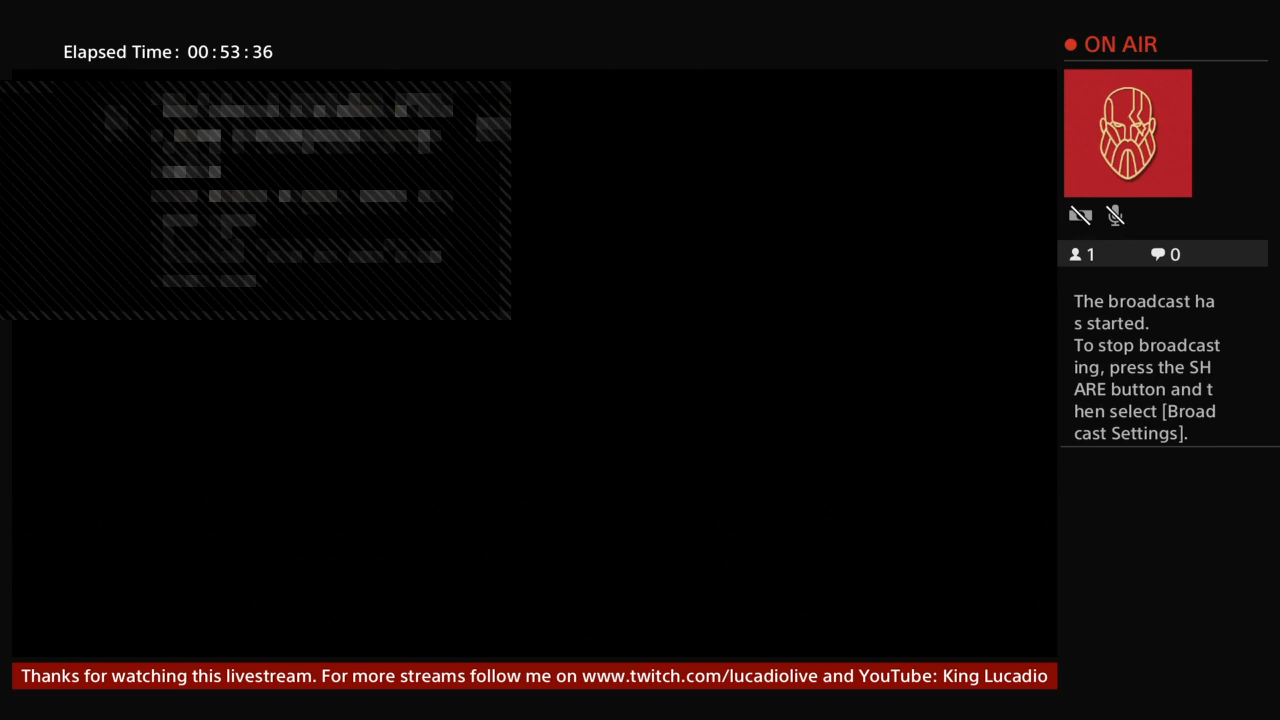 Elapsed Time: 00:53:36
ON AIR
1 0
The broadcast ha
s started.
To stop broadcast
ing, press the SH
ARE button and t
hen select [Broad
cast Settings].
Thanks for watching this livestream. For more streams follow me on www.twitch.com/lucadiolive and YouTube: King Lucadio